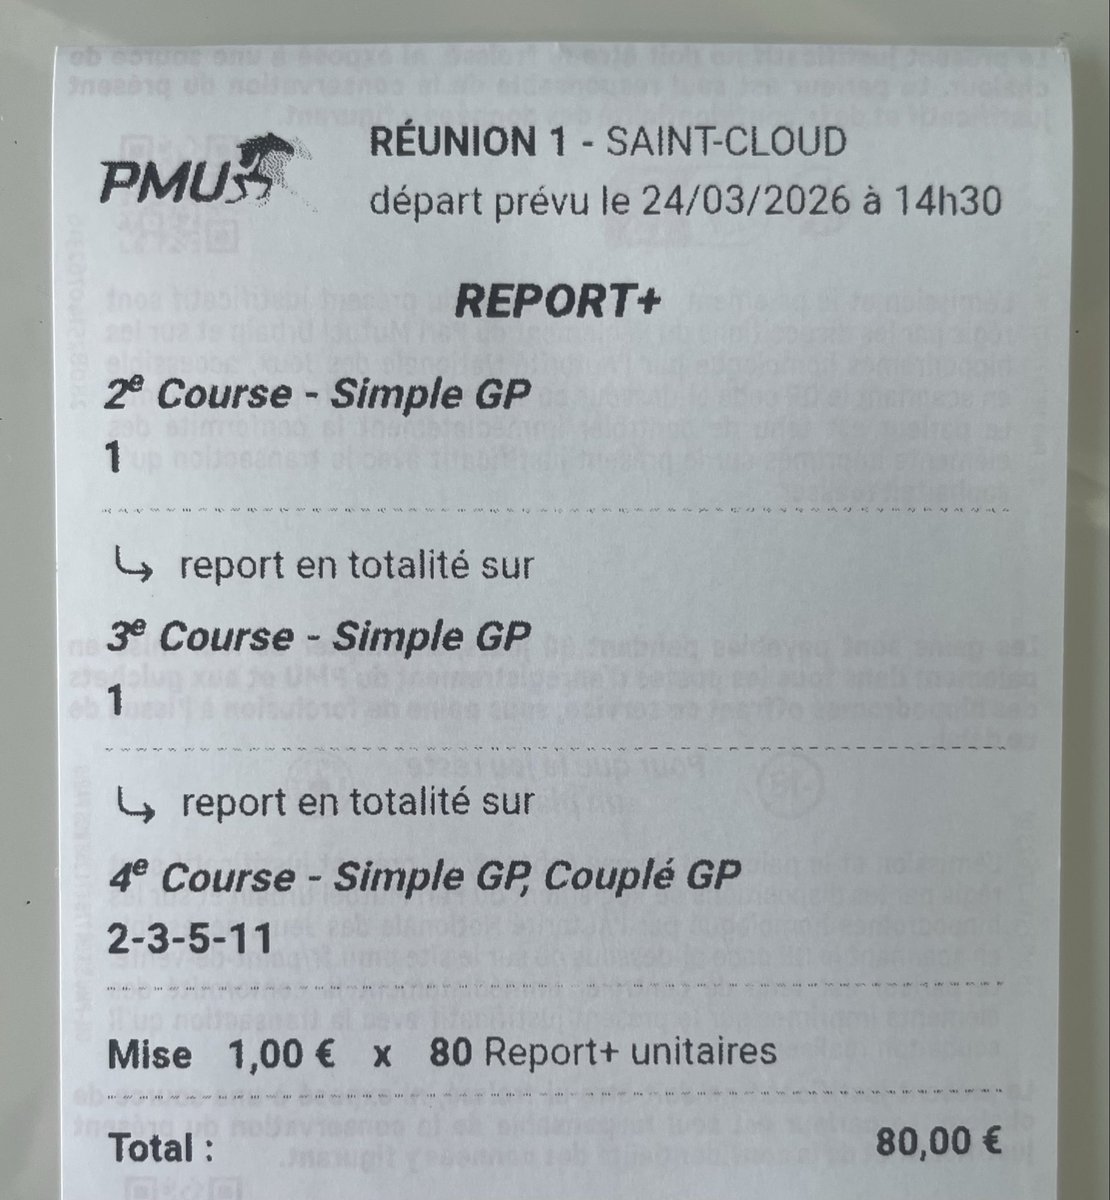 PMU
RÉUNION 1 - SAINT-CLOUD
départ prévu le 24/03/2026 à 14h30
REPORT+
2e Course - Simple GP
1
report en totalité sur
3e Course - Simple GP
1
report en totalité sur
4e Course - Simple GP, Couplé GP
2-3-5-11
Mise 1,00 € x 80 Report+ unitaires
Total : 80,00 €